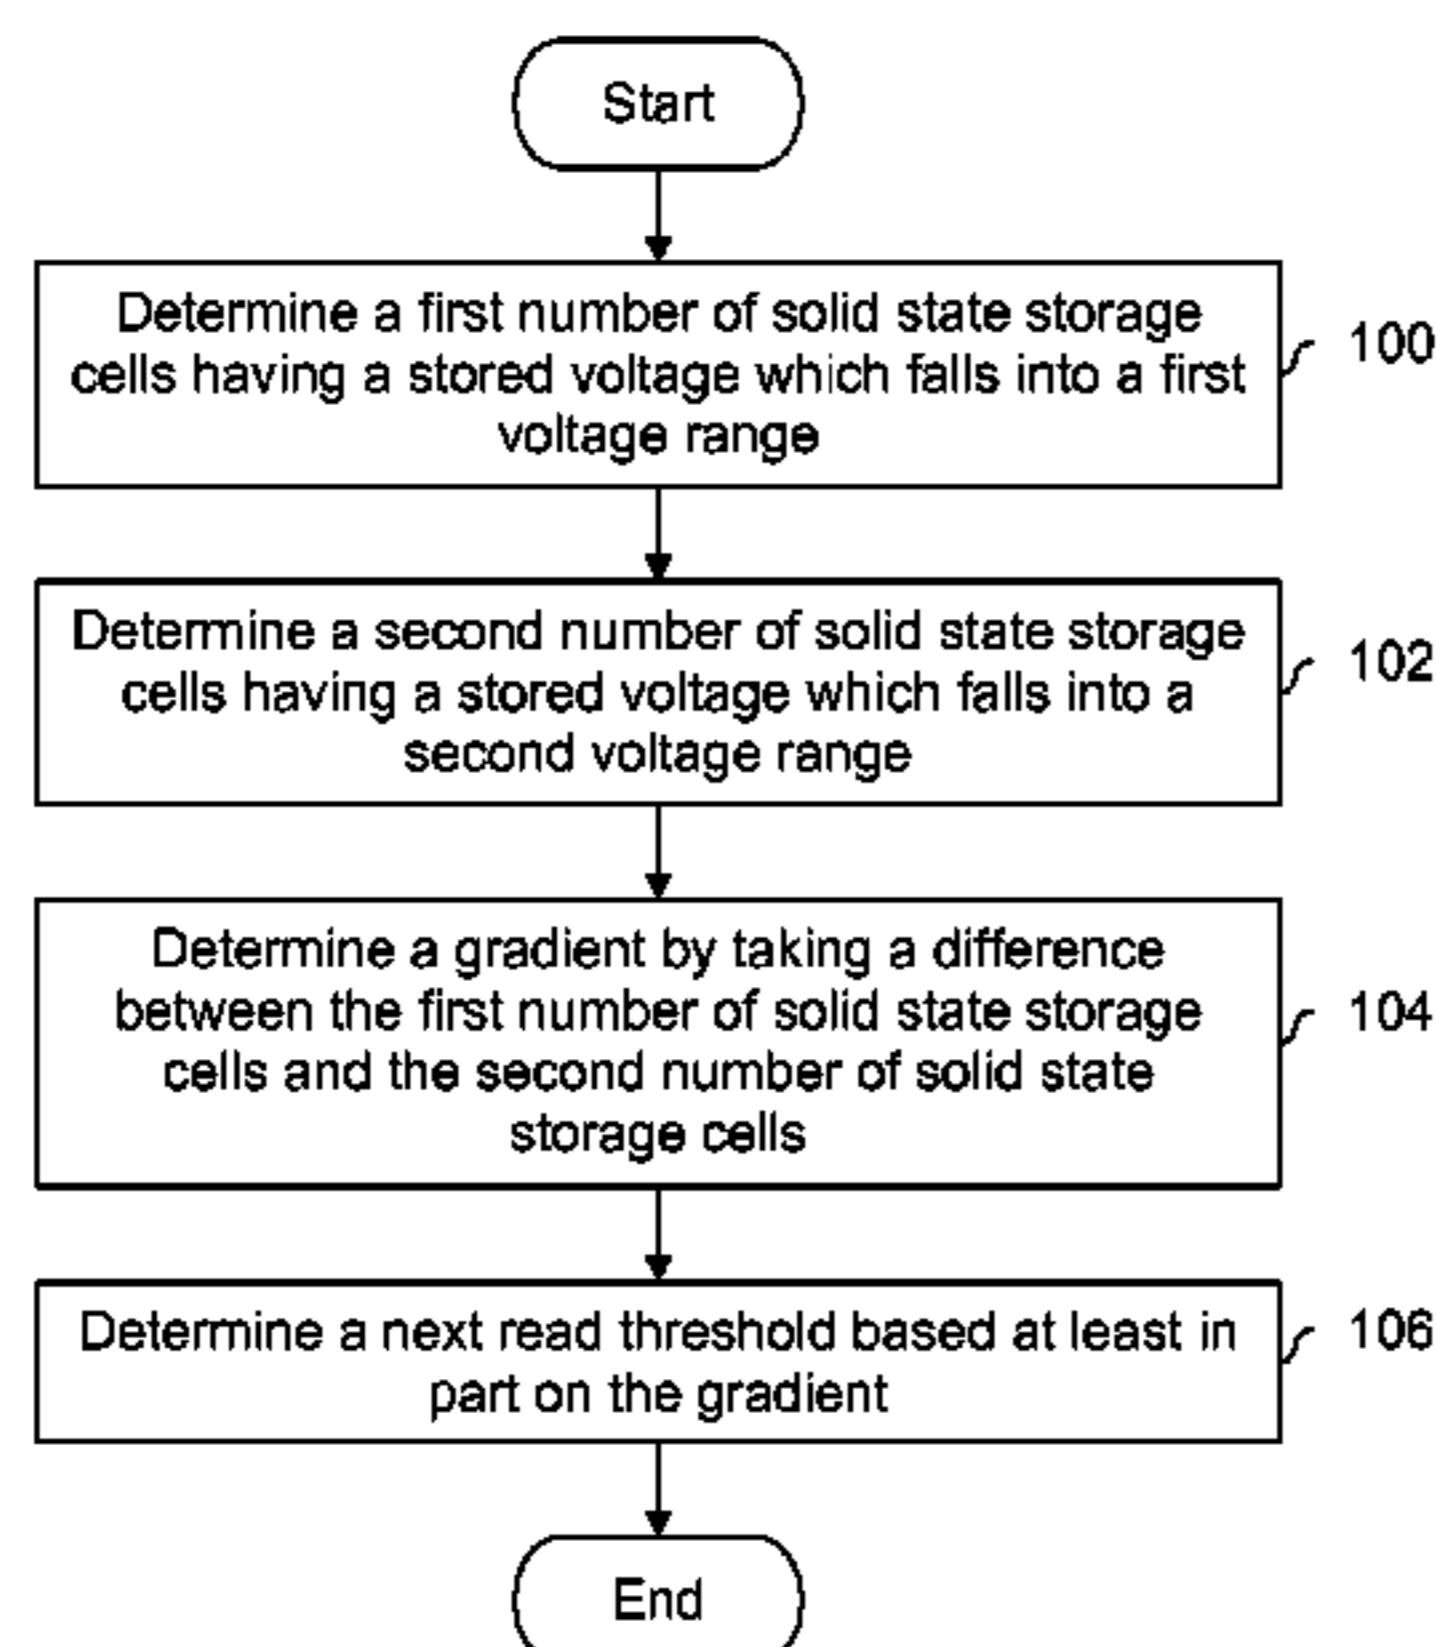 Start
Determine a first number of solid state storage
cells having a stored voltage which falls into a first
voltage range
100
Determine a second number of solid state storage
cells having a stored voltage which falls into a
second voltage range
102
Determine a gradient by taking a difference
between the first number of solid state storage
cells and the second number of solid state
storage cells
104
Determine a next read threshold based at least in
part on the gradient
106
End